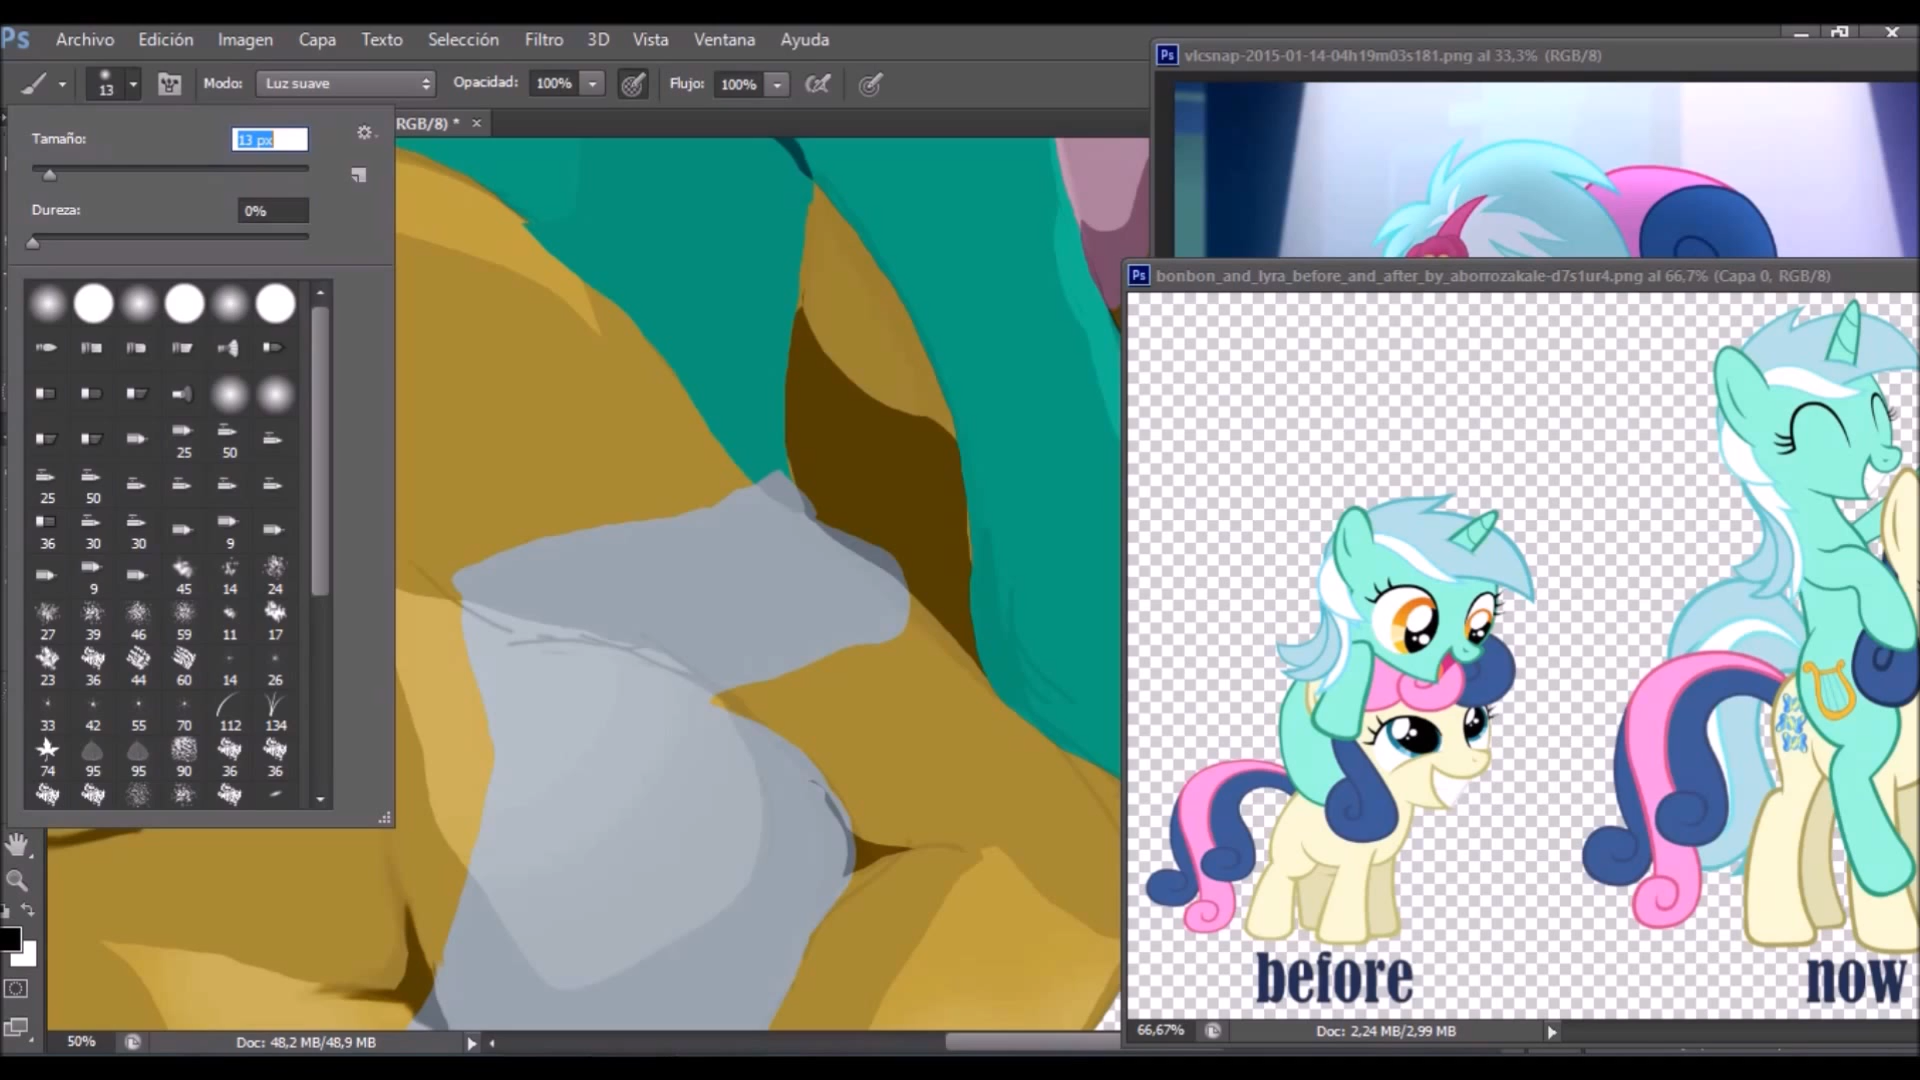 Ps Archivo Edición Imagen Capa Texto Selección Filtro 3D Vista Ventana Ayuda
13 Modo: Luz suave Opacidad: 100% Flujo: 100%
Ps vlcsnap-2015-01-14-04h19m03s181.png al 33,3% (RGB/8)
RGB/8) * ×
Tamaño: 13 px
Dureza: 0%
Ps bonbon_and_lyra_before_and_after_by_aborrozakale-d7s1ur4.png al 66,7% (Capa 0, RGB/8)
25 50
25 50
36 30 30 9
9 45 14 24
27 39 46 59 11 17
23 36 44 60 14 26
33 42 55 70 112 134
74 95 95 90 36 36
before now
66,67% Doc: 2,24 MB/2,99 MB
50% Doc: 48,2 MB/48,9 MB